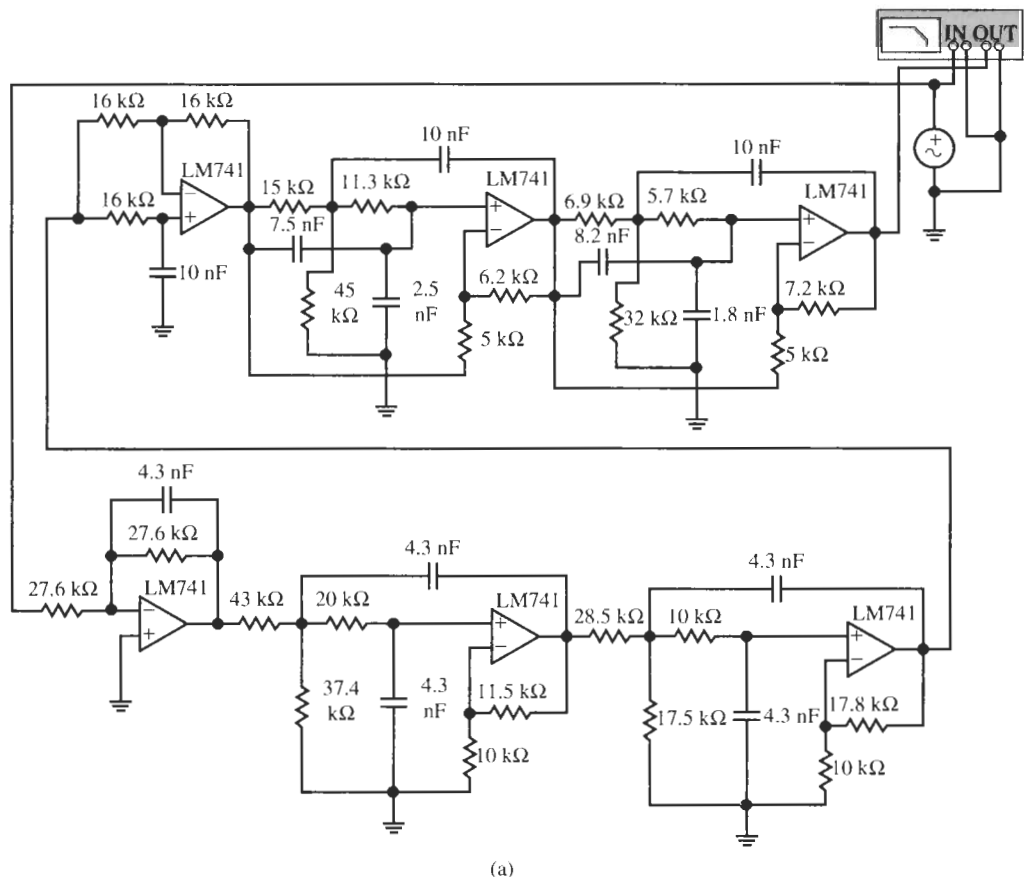 IN OUT
16 kΩ 16 kΩ
LM741
16 kΩ
10 nF
15 kΩ 11.3 kΩ
10 nF
LM741
7.5 nF
45 kΩ
2.5 nF
6.2 kΩ
5 kΩ
6.9 kΩ 5.7 kΩ
10 nF
LM741
8.2 nF
32 kΩ
1.8 nF
7.2 kΩ
5 kΩ
4.3 nF
27.6 kΩ
27.6 kΩ
LM741
43 kΩ 20 kΩ
4.3 nF
LM741
37.4 kΩ
4.3 nF
11.5 kΩ
10 kΩ
28.5 kΩ 10 kΩ
4.3 nF
LM741
17.5 kΩ
4.3 nF
17.8 kΩ
10 kΩ
(a)